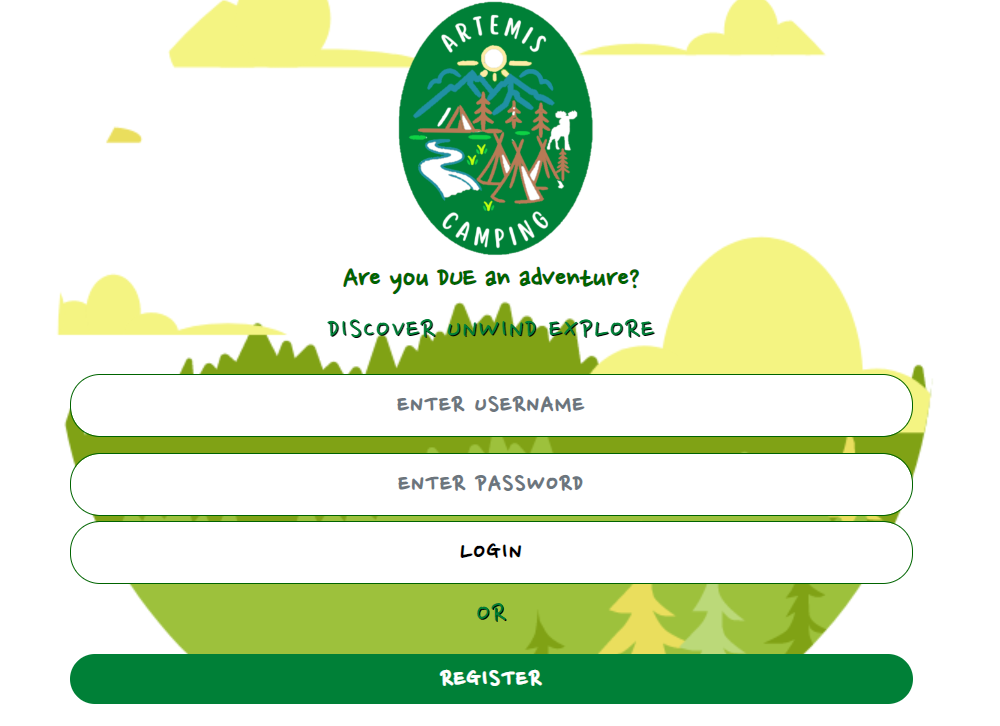 ARTEMIS
CAMPING
Are you DUE an adventure?
DISCOVER UNWIND EXPLORE
ENTER USERNAME
ENTER PASSWORD
LOGIN
OR
REGISTER